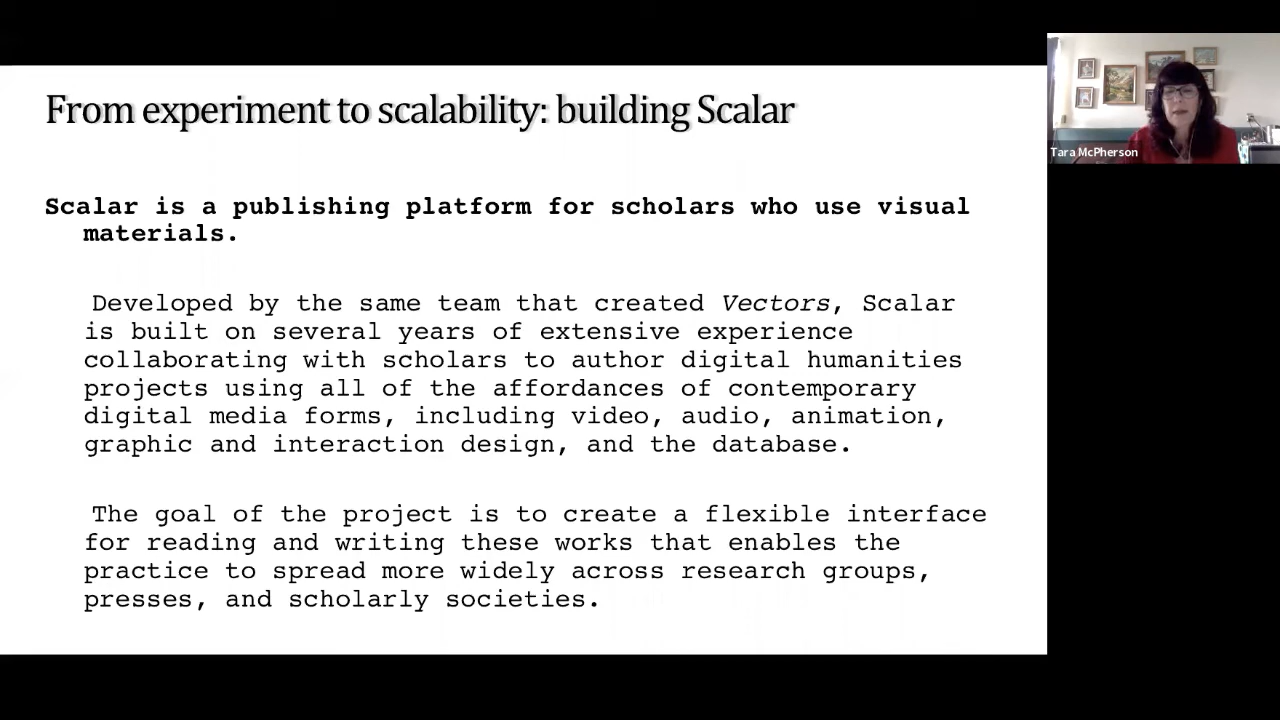 From experiment to scalability: building Scalar
Scalar is a publishing platform for scholars who use visual
materials.
Developed by the same team that created Vectors, Scalar
is built on several years of extensive experience
collaborating with scholars to author digital humanities
projects using all of the affordances of contemporary
digital media forms, including video, audio, animation,
graphic and interaction design, and the database.
The goal of the project is to create a flexible interface
for reading and writing these works that enables the
practice to spread more widely across research groups,
presses, and scholarly societies.
Tara McPherson